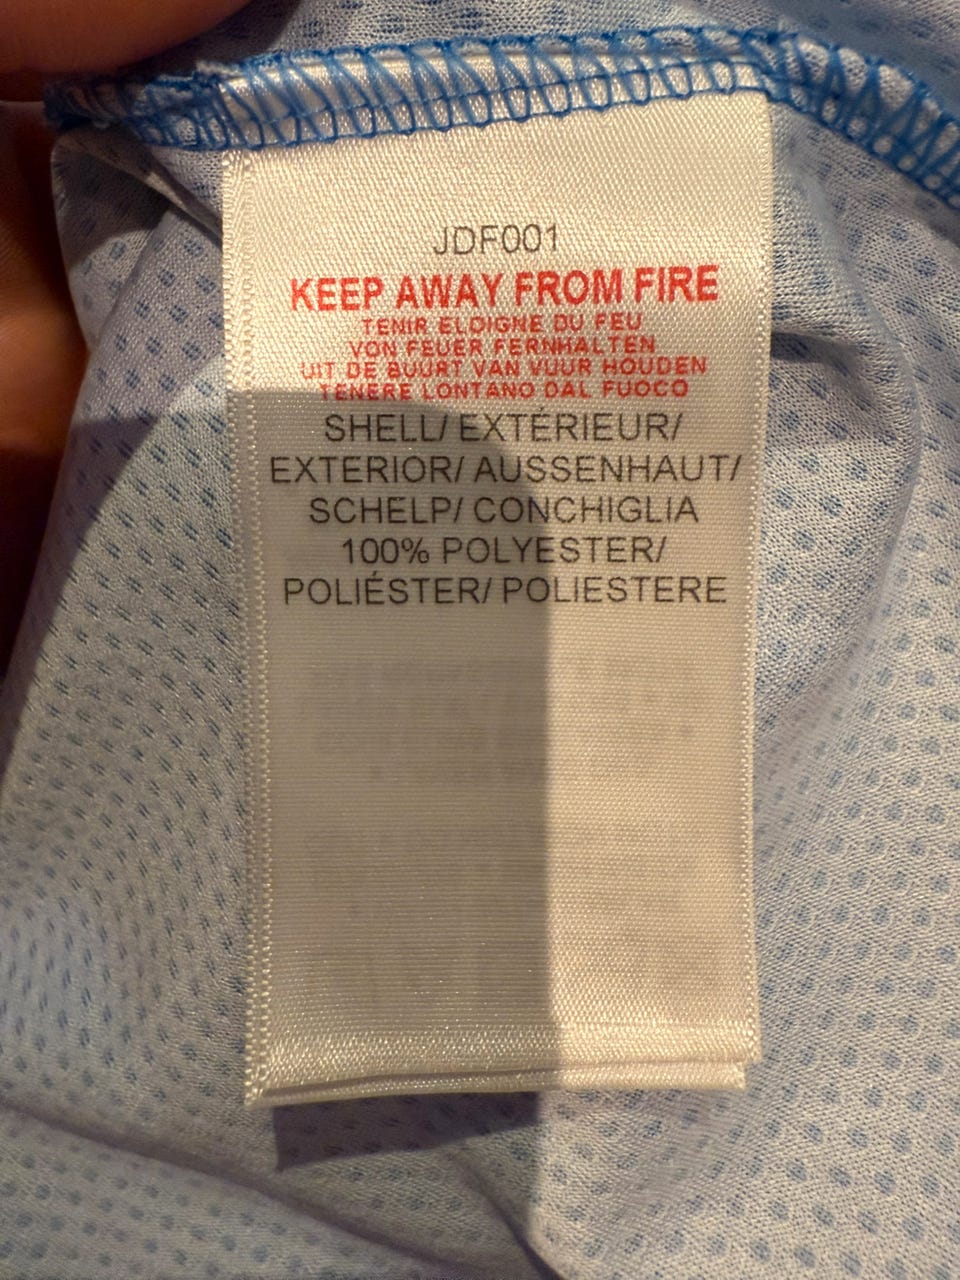 JDF001
KEEP AWAY FROM FIRE
TENIR ELOIGNE DU FEU
VON FEUER FERNHALTEN
UIT DE BUURT VAN VUUR HOUDEN
TENERE LONTANO DAL FUOCO
SHELL/ EXTÉRIEUR/
EXTERIOR/ AUSSENHAUT/
SCHELP/ CONCHIGLIA
100% POLYESTER/
POLIÉSTER/ POLIESTERE